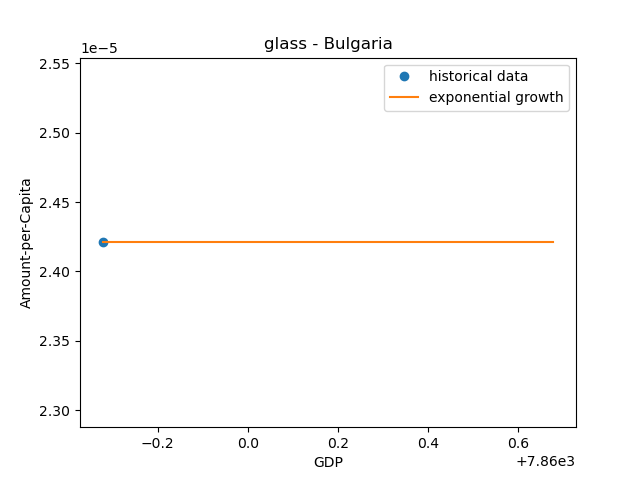 glass - Bulgaria
1e−5
2.55
2.50
2.45
2.40
2.35
2.30
Amount-per-Capita
historical data
exponential growth
−0.2
0.0
0.2
0.4
0.6
GDP
+7.86e3